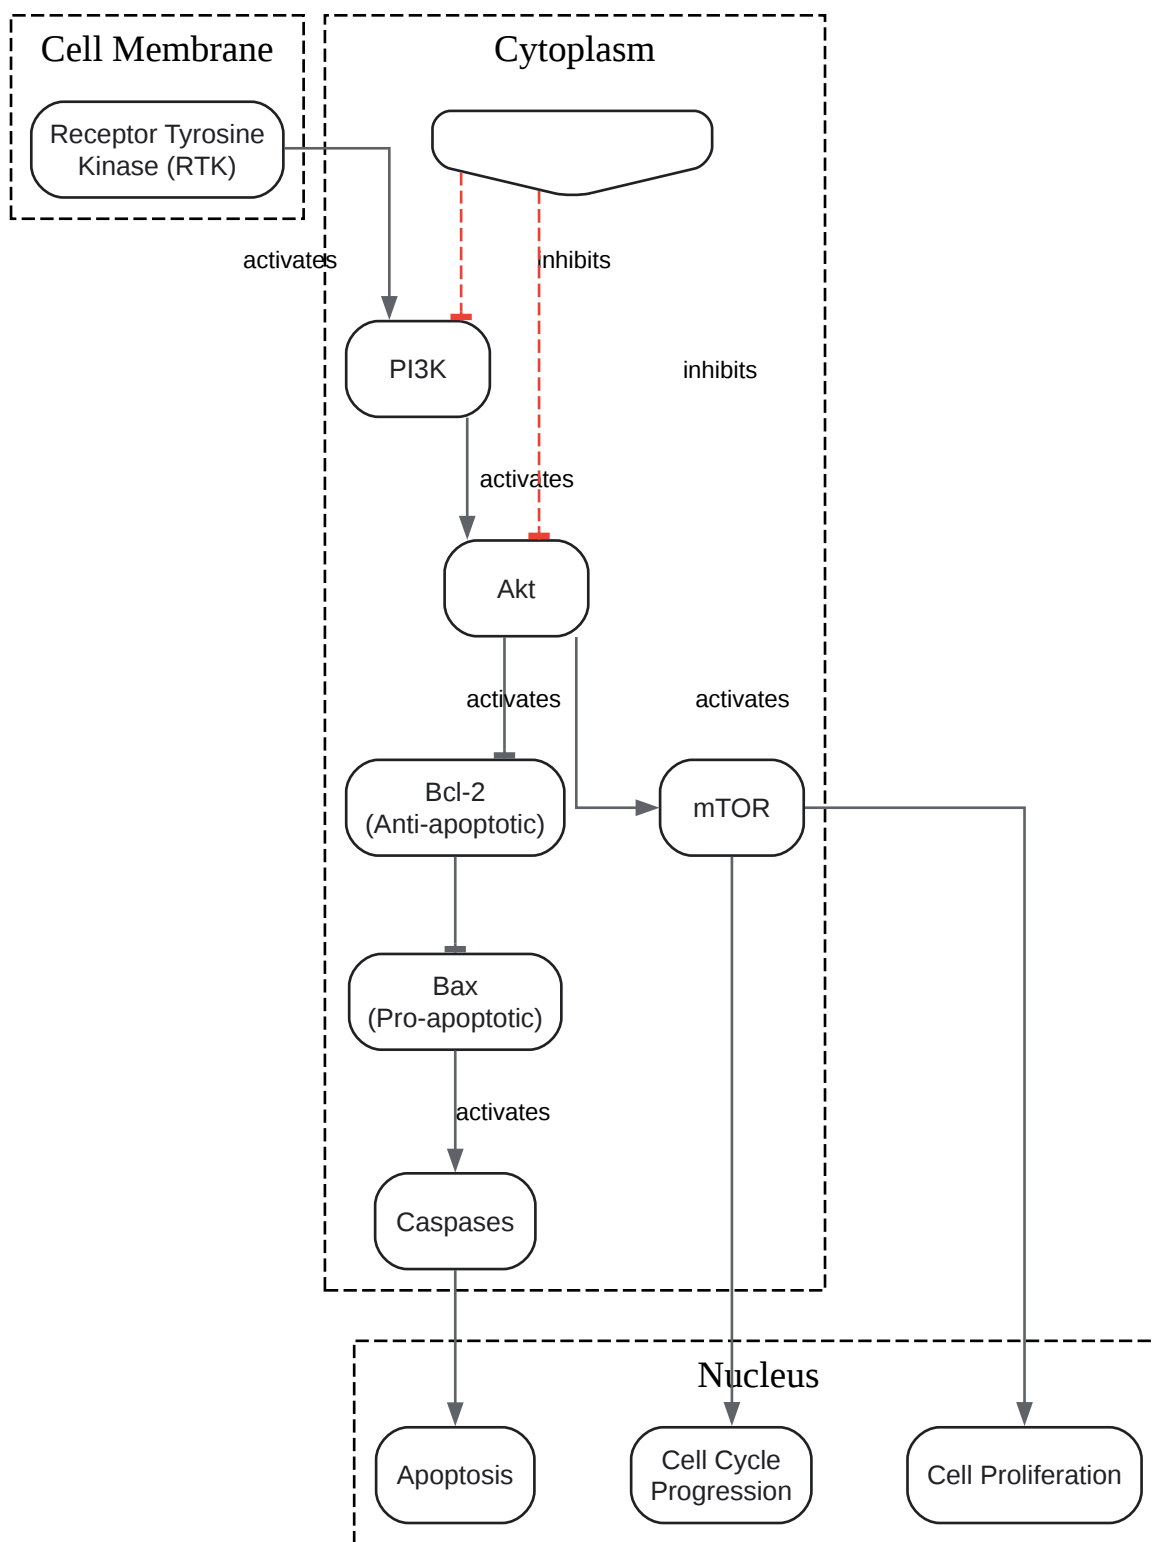 Cell Membrane
Cytoplasm
Receptor Tyrosine
Kinase (RTK)
activates
inhibits
PI3K
inhibits
activates
Akt
activates
activates
Bcl-2
(Anti-apoptotic)
mTOR
Bax
(Pro-apoptotic)
activates
Caspases
Nucleus
Apoptosis
Cell Cycle
Progression
Cell Proliferation